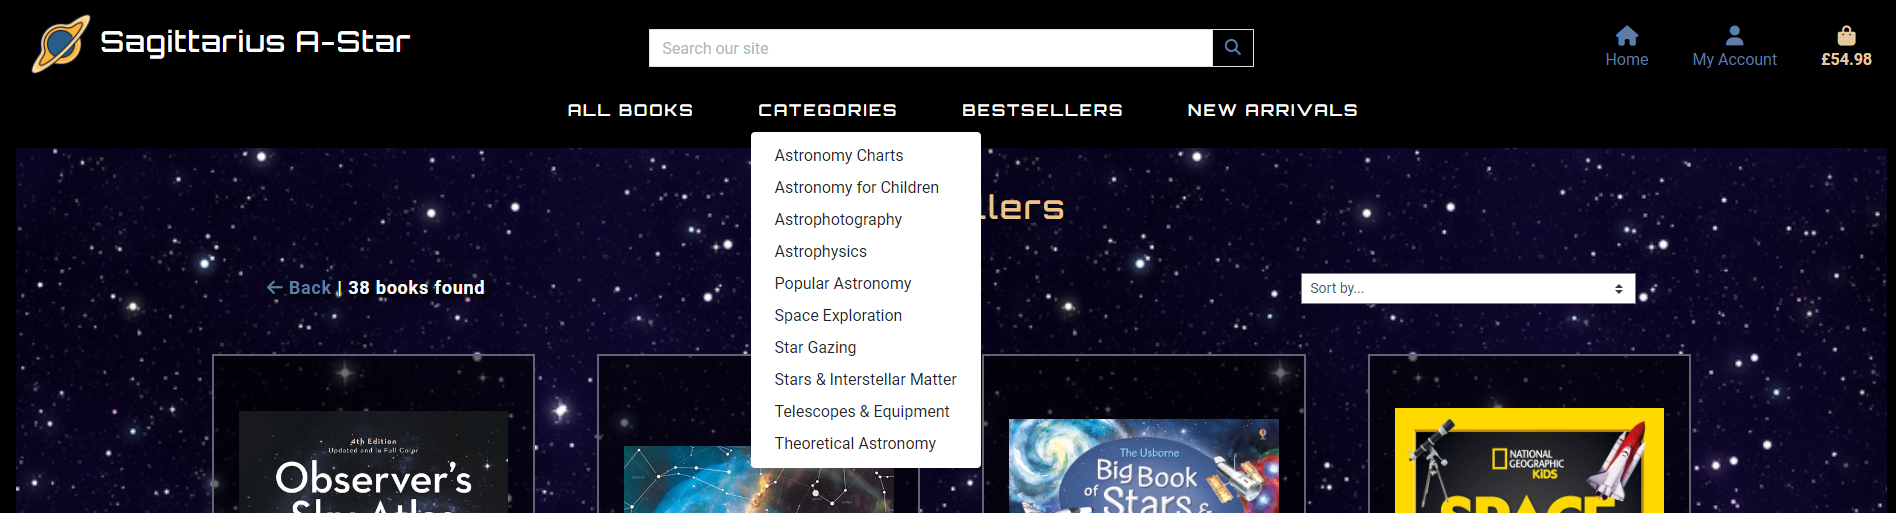 Sagittarius A-Star
Search our site
Home
My Account
£54.98
ALL BOOKS
CATEGORIES
BESTSELLERS
NEW ARRIVALS
Astronomy Charts
Astronomy for Children
Astrophotography
Astrophysics
Popular Astronomy
Space Exploration
Star Gazing
Stars & Interstellar Matter
Telescopes & Equipment
Theoretical Astronomy
llers
Back | 38 books found
Sort by...
4th Edition
Updated and in Full Color
Observer's
Sky Atlas
The Usborne
Big Book
of Stars &
NATIONAL
GEOGRAPHIC
KiDS
SPACE